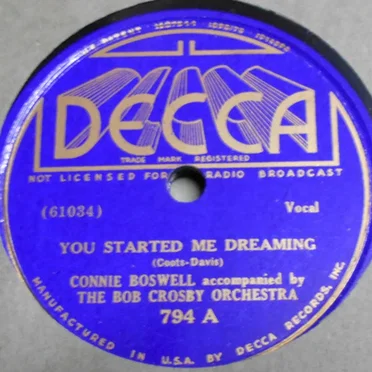 DECCA
TRADE MARK REGISTERED
NOT LICENSED FOR RADIO BROADCAST
(61034) Vocal
YOU STARTED ME DREAMING
(Coots-Davis)
CONNIE BOSWELL accompanied by
THE BOB CROSBY ORCHESTRA
794 A
MANUFACTURED IN U.S.A. BY DECCA RECORDS, INC.